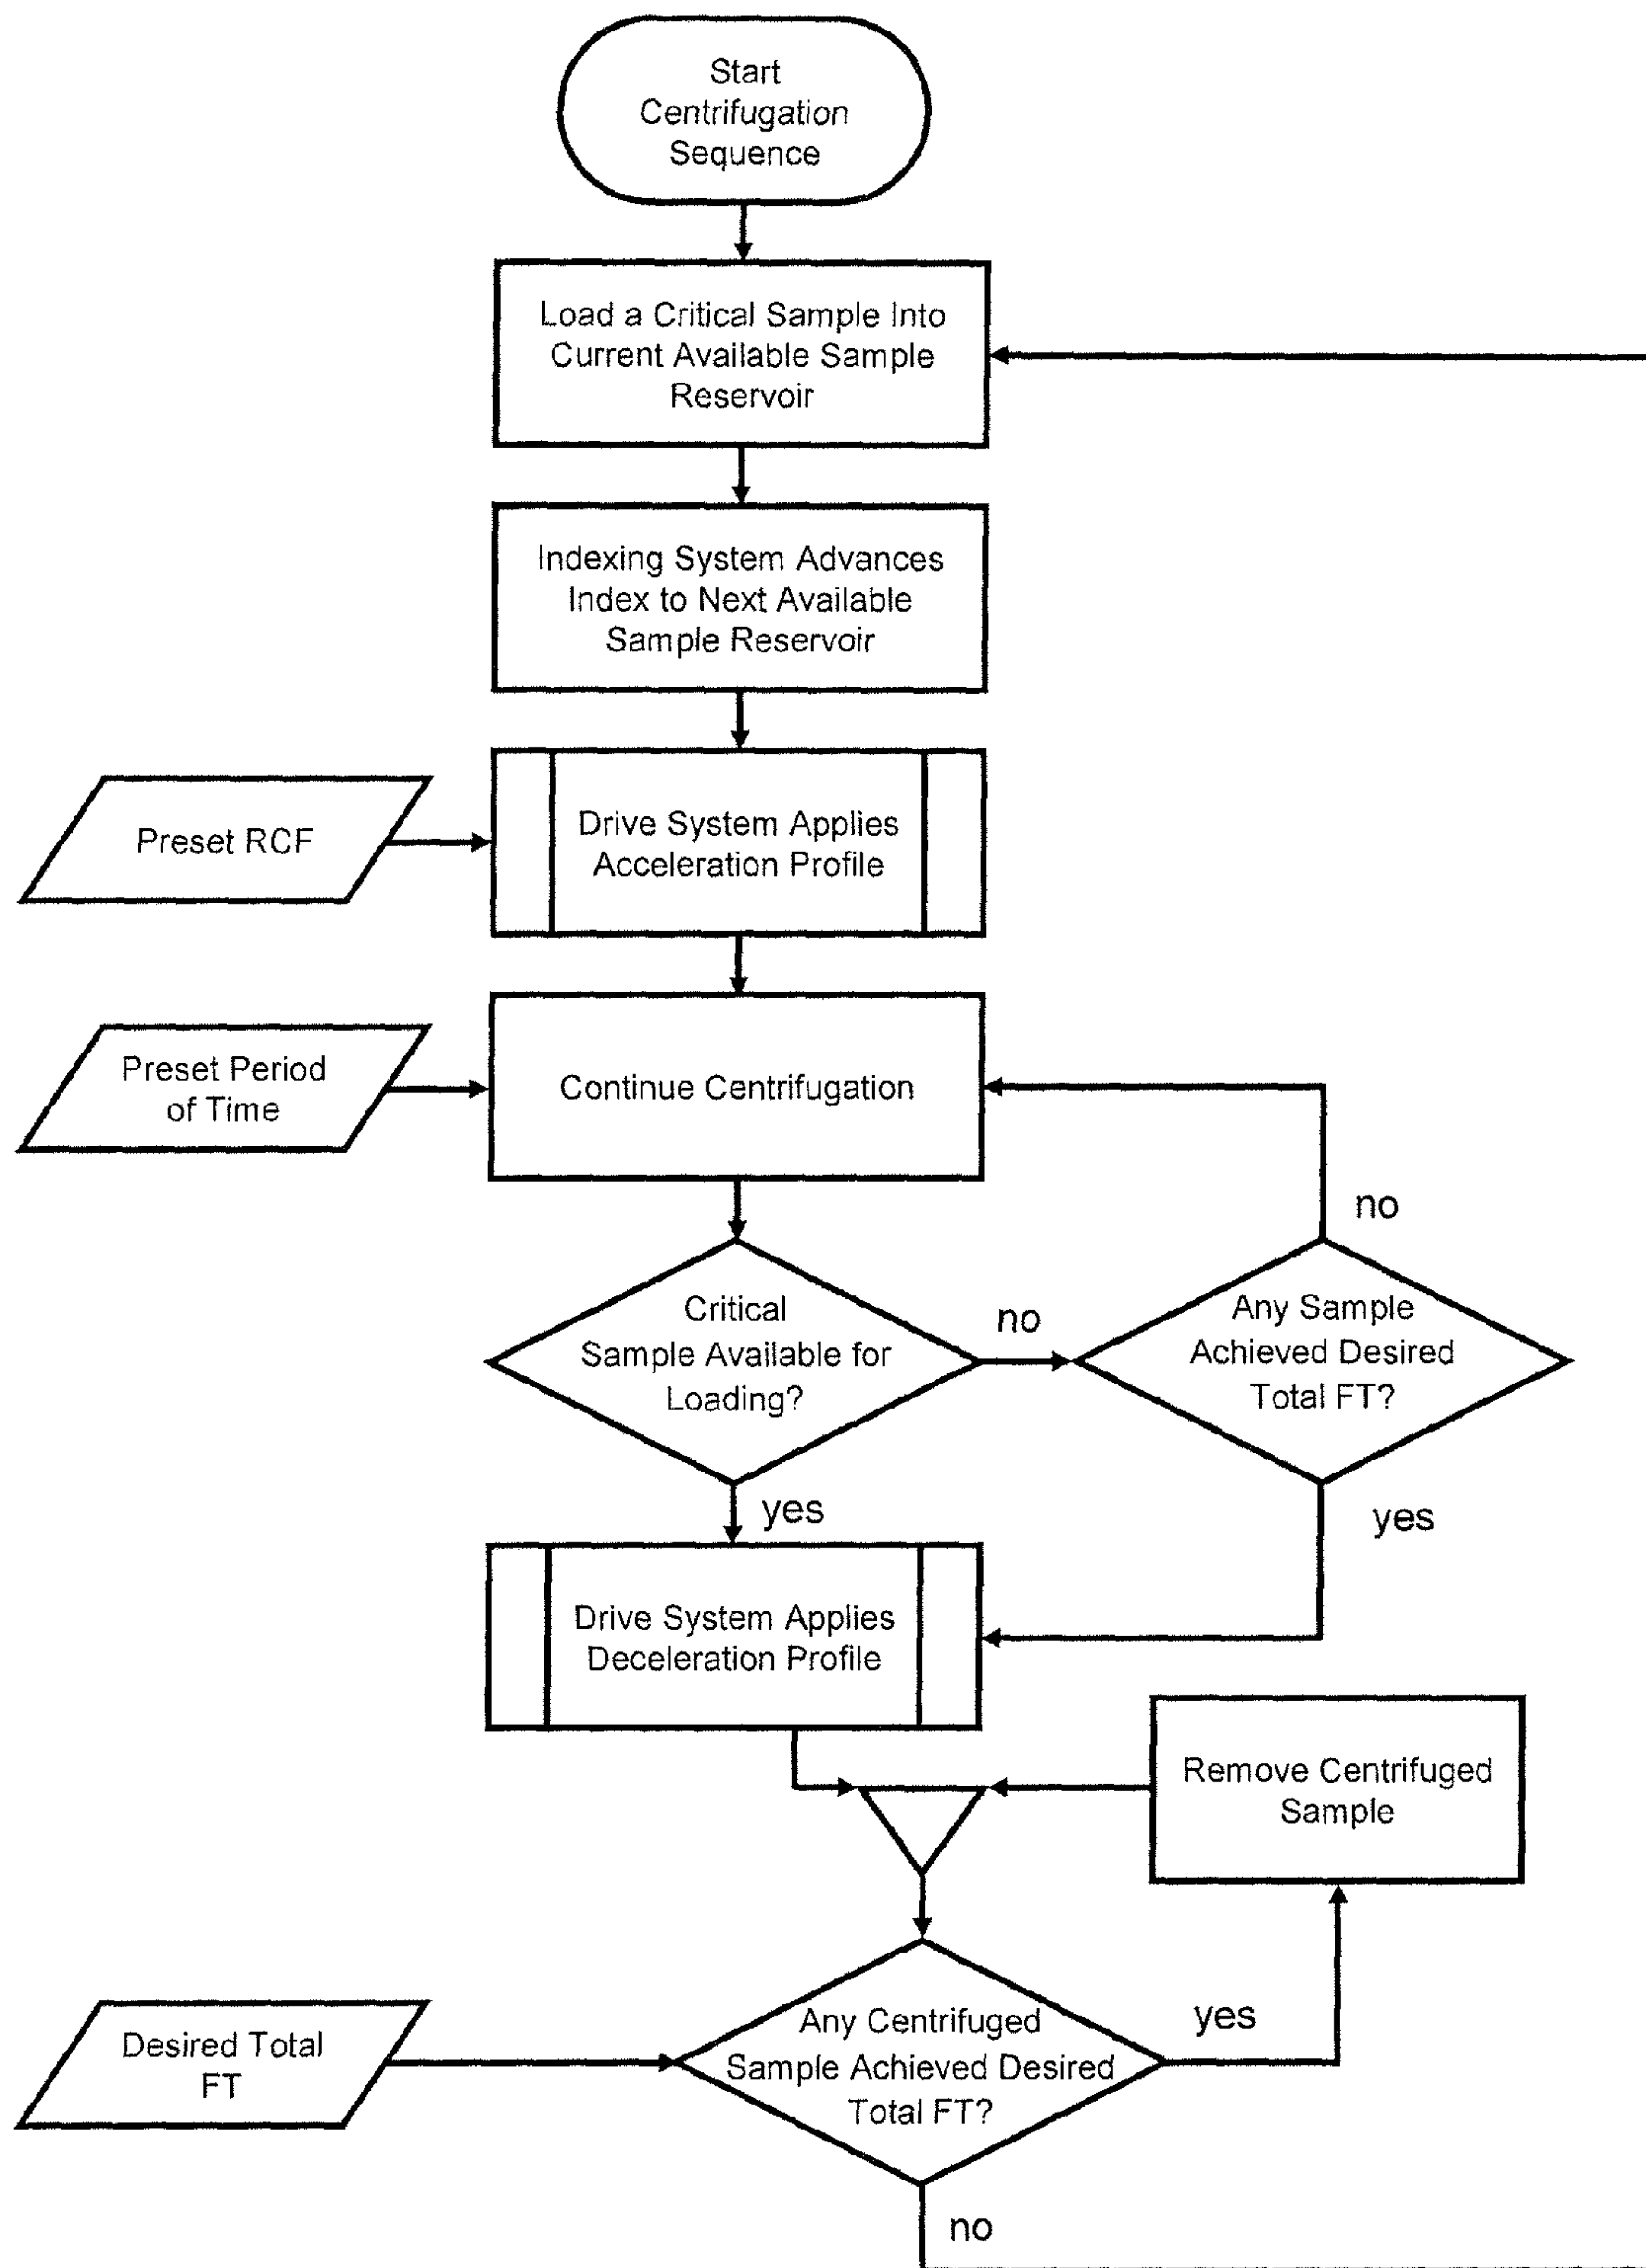 Start
Centrifugation
Sequence
Load a Critical Sample Into
Current Available Sample
Reservoir
Indexing System Advances
Index to Next Available
Sample Reservoir
Preset RCF
Drive System Applies
Acceleration Profile
Preset Period
of Time
Continue Centrifugation
no
Critical
Sample Available for
Loading?
no
Any Sample
Achieved Desired
Total FT?
yes
yes
Drive System Applies
Deceleration Profile
Remove Centrifuged
Sample
Desired Total
FT
Any Centrifuged
Sample Achieved Desired
Total FT?
yes
no